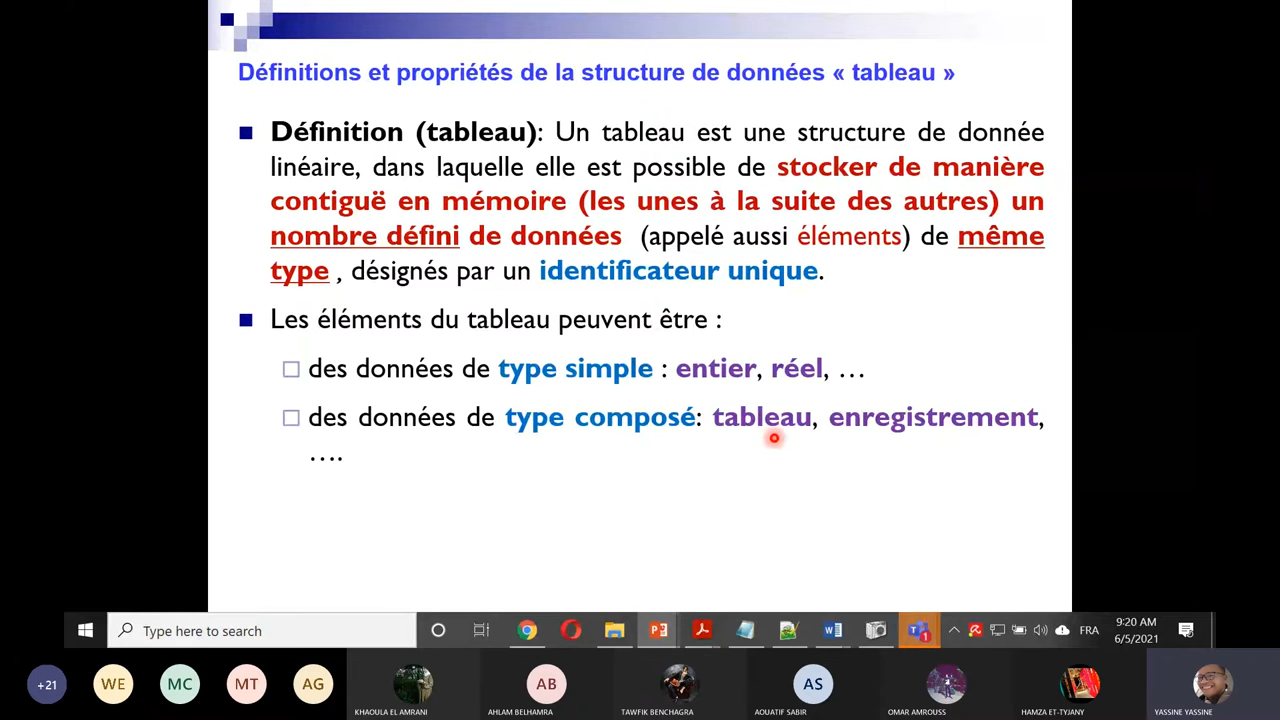 Définitions et propriétés de la structure de données « tableau »
Définition (tableau): Un tableau est une structure de donnée
linéaire, dans laquelle elle est possible de stocker de manière
contiguë en mémoire (les unes à la suite des autres) un
nombre défini de données (appelé aussi éléments) de même
type , désignés par un identificateur unique.
Les éléments du tableau peuvent être :
des données de type simple : entier, réel, …
des données de type composé: tableau, enregistrement,
….
Type here to search
1
FRA
9:20 AM
6/5/2021
+21
WE
MC
MT
AG
AB
AS
KHAOULA EL AMRANI
AHLAM BELHAMRA
TAWFIK BENCHAGRA
AOUATIF SABIR
OMAR AMROUSS
HAMZA ET-TYJANY
YASSINE YASSINE